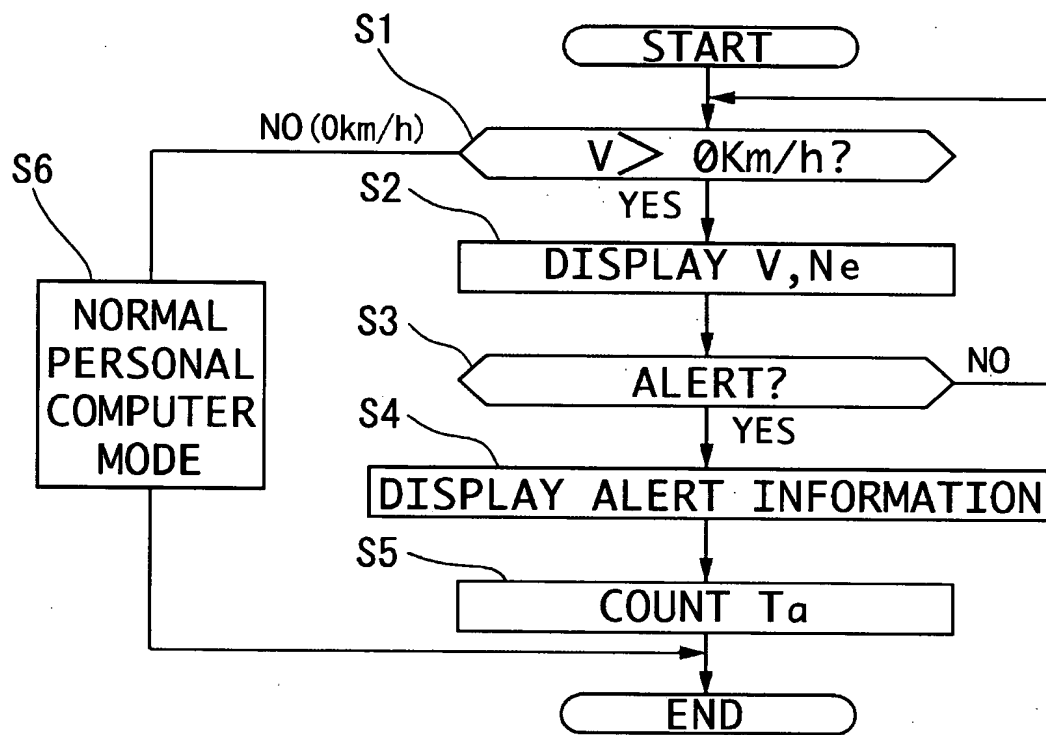 S1
START
NO(0km/h)
V> 0Km/h?
S6
S2
YES
DISPLAY V,Ne
NORMAL
PERSONAL
COMPUTER
MODE
S3
ALERT?
NO
S4
YES
DISPLAY ALERT INFORMATION
S5
COUNT Ta
END